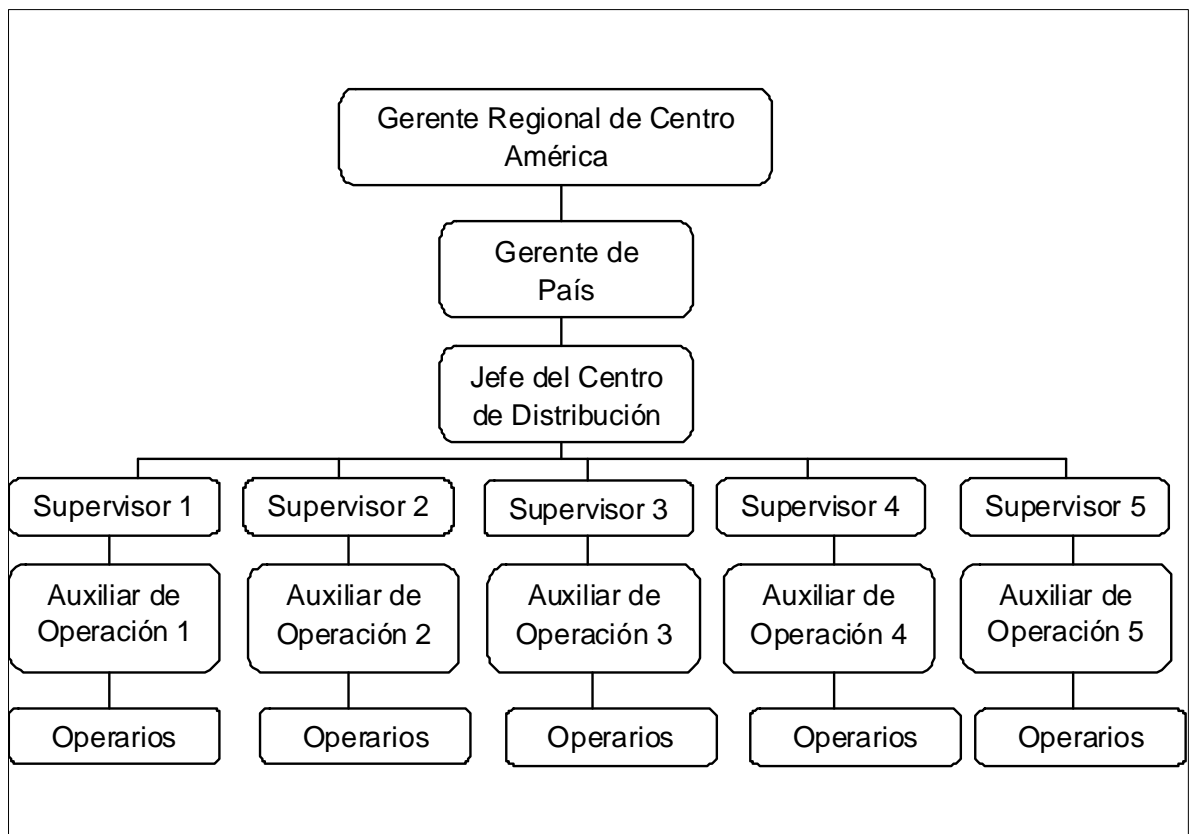 Gerente Regional de Centro
América
Gerente de
País
Jefe del Centro
de Distribución
Supervisor 1
Supervisor 2
Supervisor 3
Supervisor 4
Supervisor 5
Auxiliar de
Operación 1
Auxiliar de
Operación 2
Auxiliar de
Operación 3
Auxiliar de
Operación 4
Auxiliar de
Operación 5
Operarios
Operarios
Operarios
Operarios
Operarios